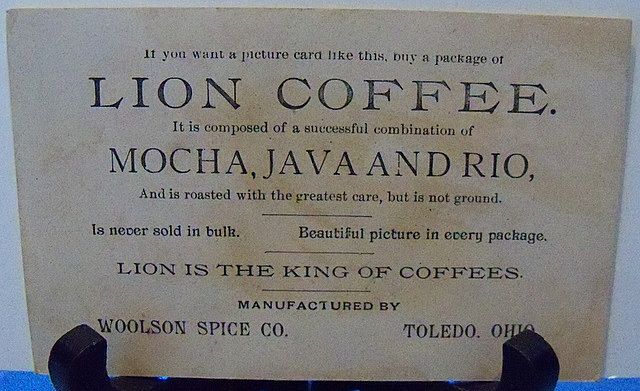 If you want a picture card like this, buy a package of
LION COFFEE.
It is composed of a successful combination of
MOCHA, JAVA AND RIO,
And is roasted with the greatest care, but is not ground.
Is never sold in bulk. Beautiful picture in every package.
LION IS THE KING OF COFFEES.
MANUFACTURED BY
WOOLSON SPICE CO. TOLEDO. OHIO